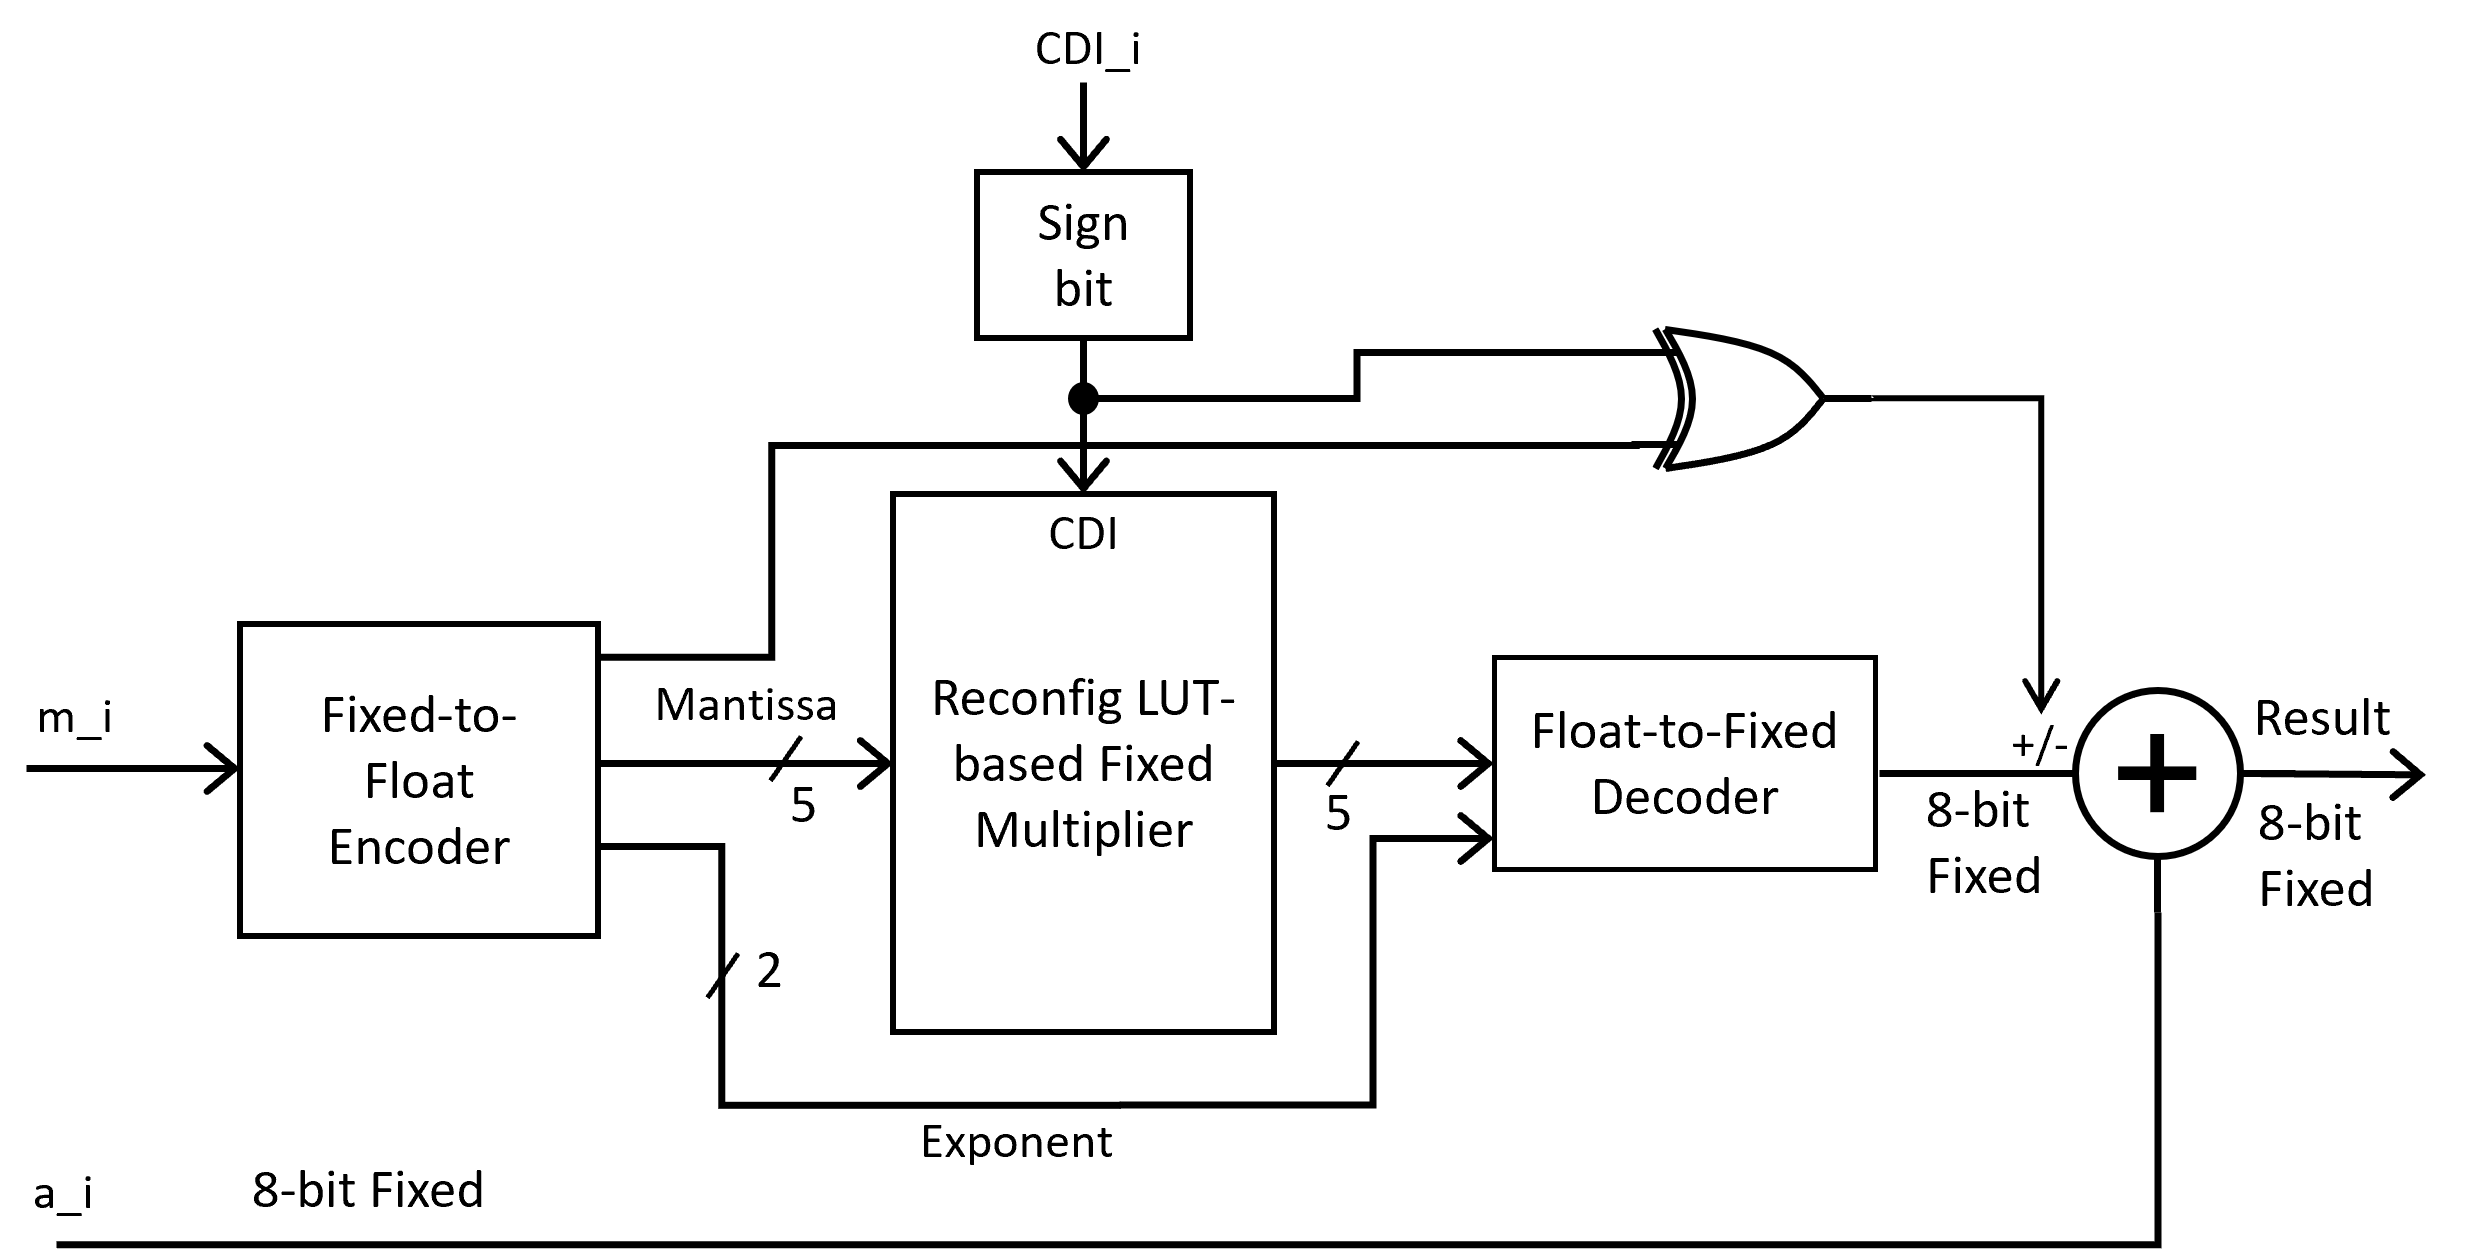 CDI_i
Sign
bit
CDI
m_i
Fixed-to-
Float
Encoder
Mantissa
5
2
Reconfig LUT-
based Fixed
Multiplier
5
Float-to-Fixed
Decoder
+/-
8-bit
Fixed
Result
8-bit
Fixed
Exponent
a_i
8-bit Fixed